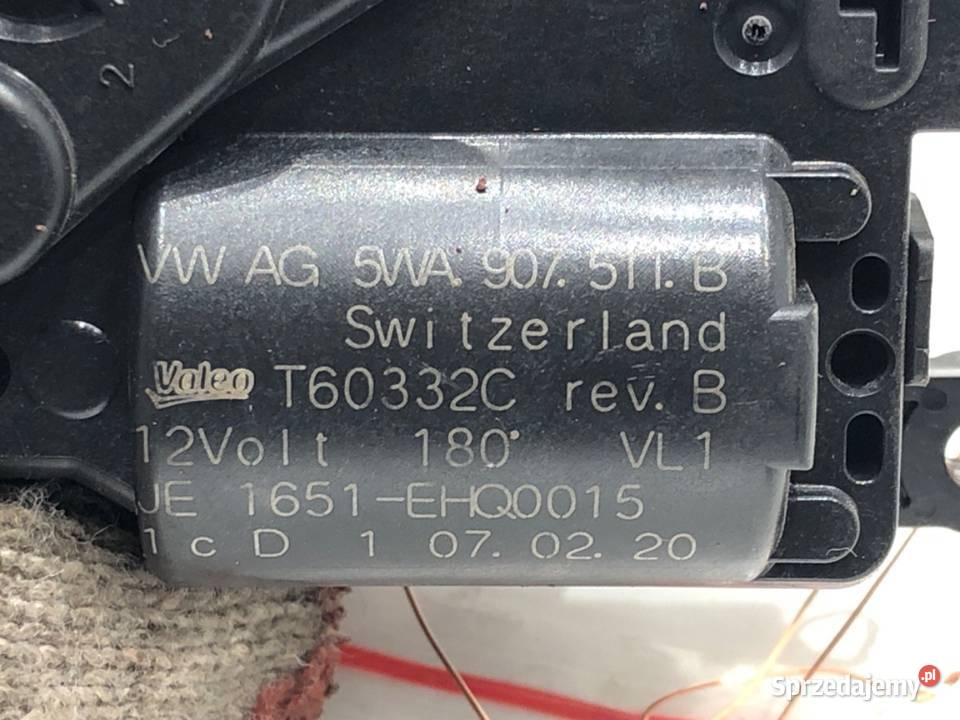 2
VW AG 5WA. 907. 511. B
Switzerland
Valeo T60332C rev. B
12Volt 180° VL1
JE 1651-EHQ0015
1 c D 1 07. 02. 20
Sprzedajemy.pl